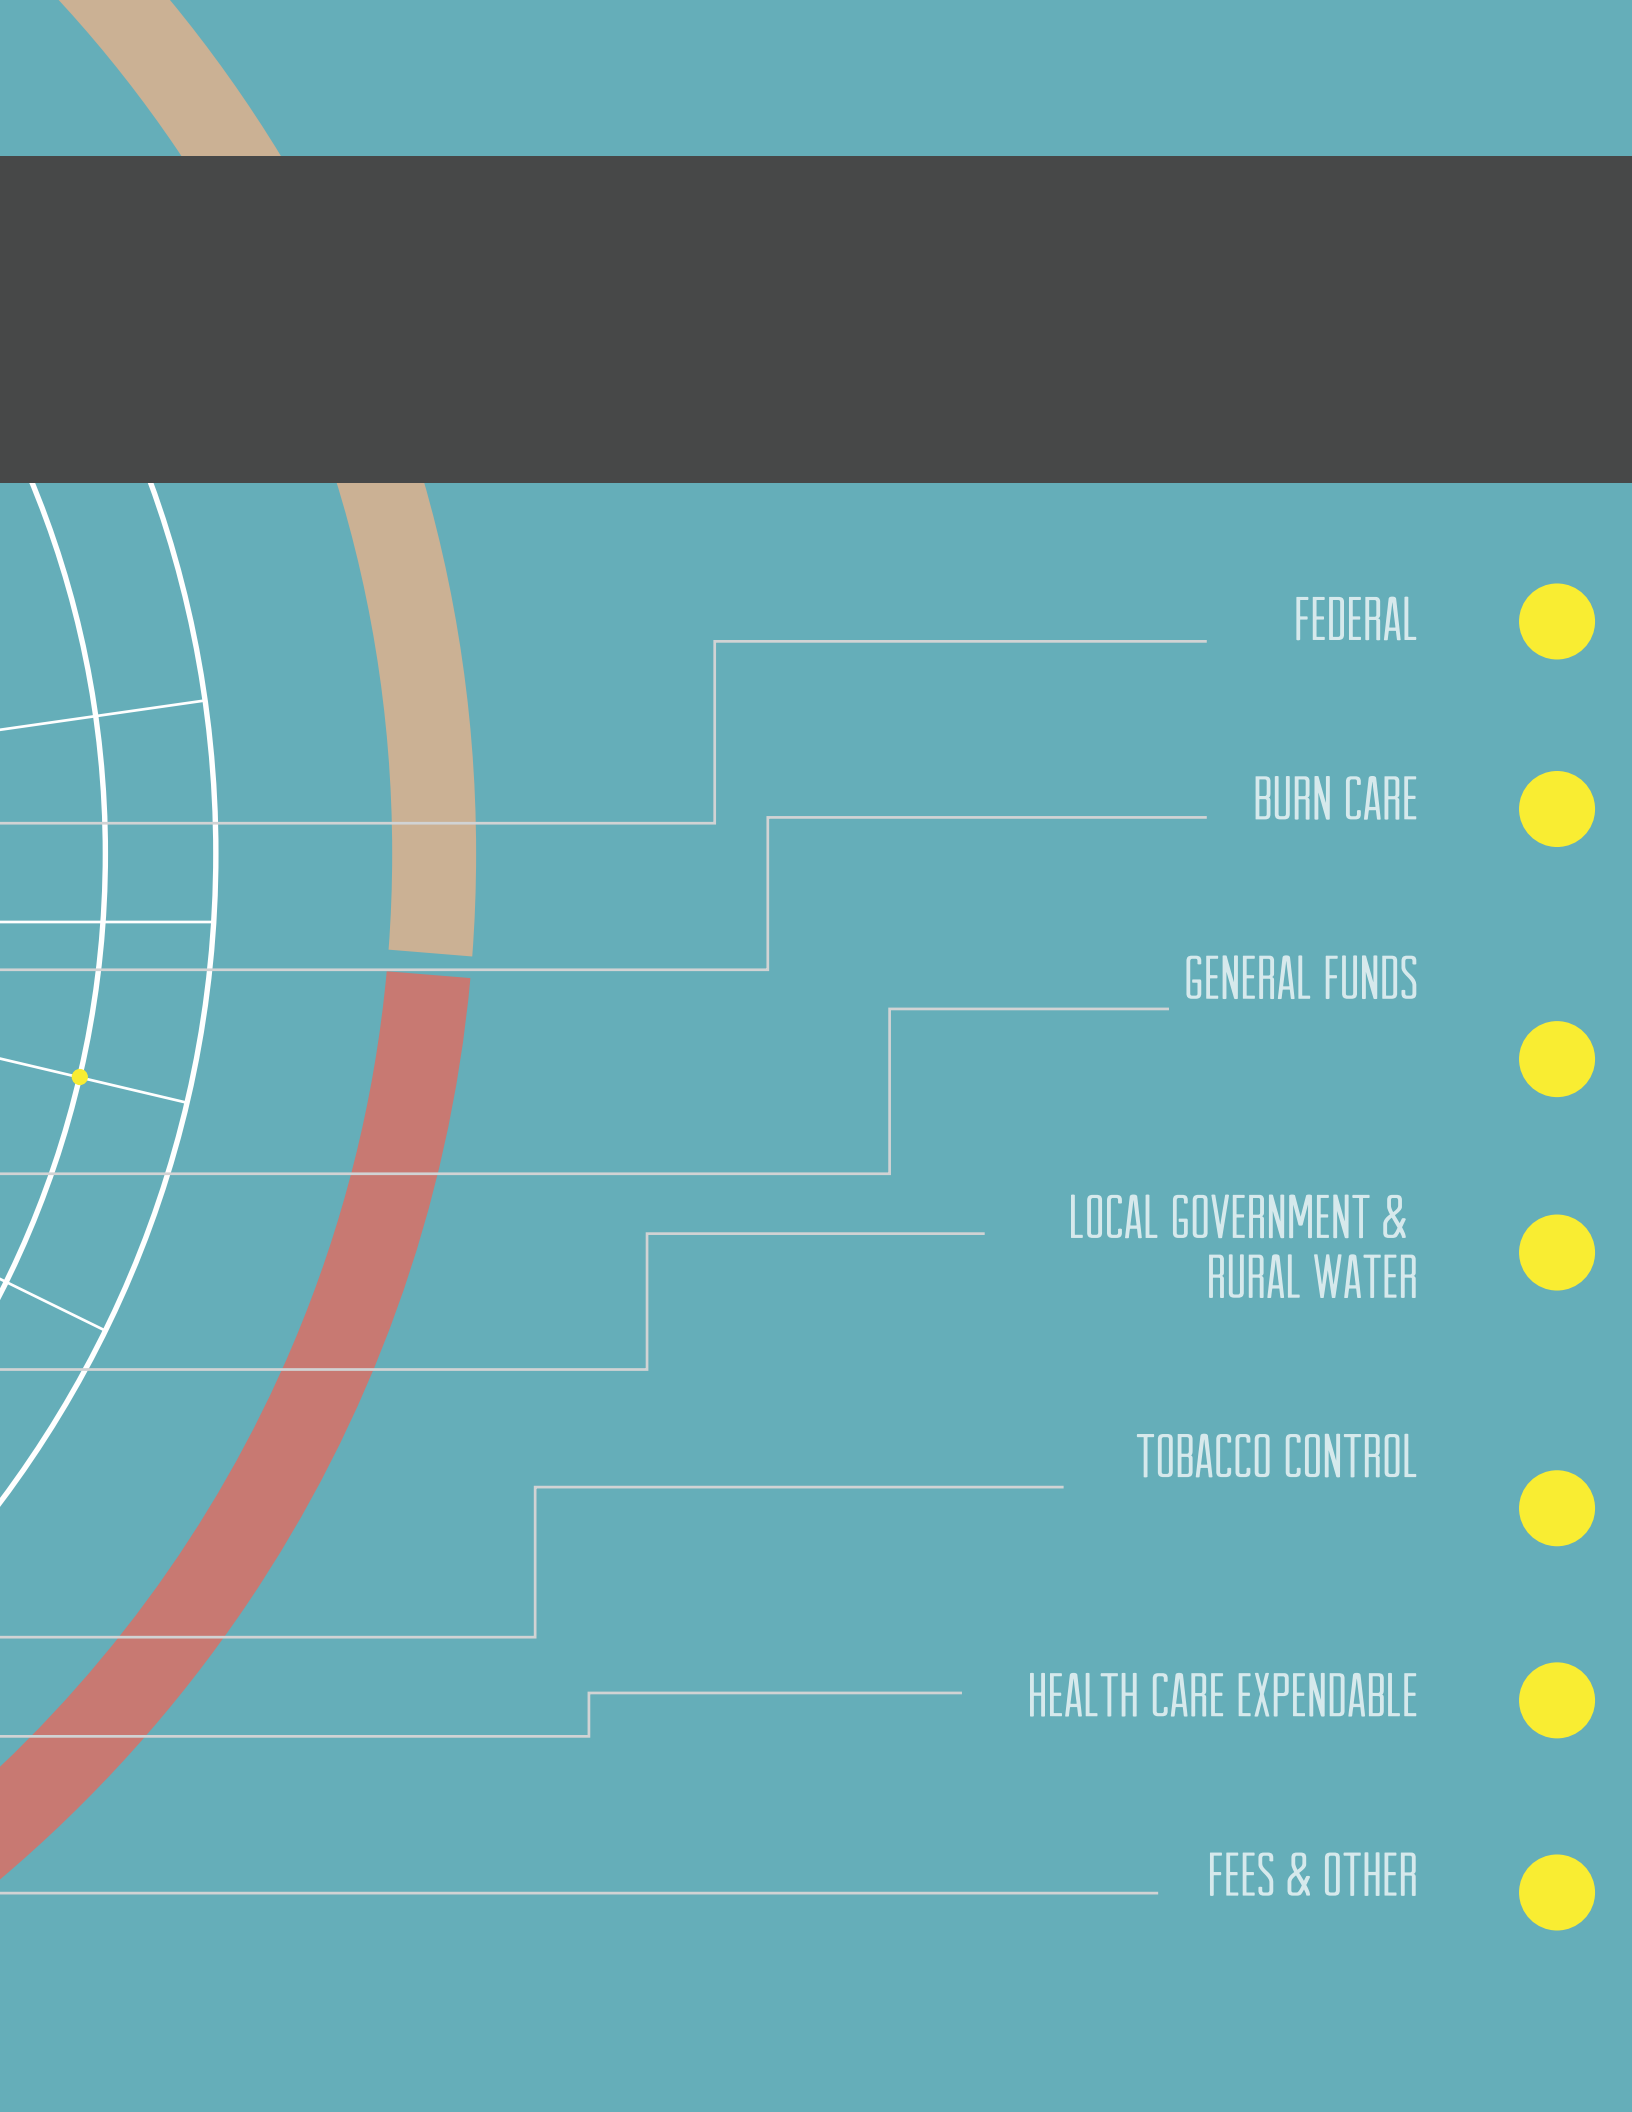 FEDERAL
BURN CARE
GENERAL FUNDS
LOCAL GOVERNMENT &
RURAL WATER
TOBACCO CONTROL
HEALTH CARE EXPENDABLE
FEES & OTHER